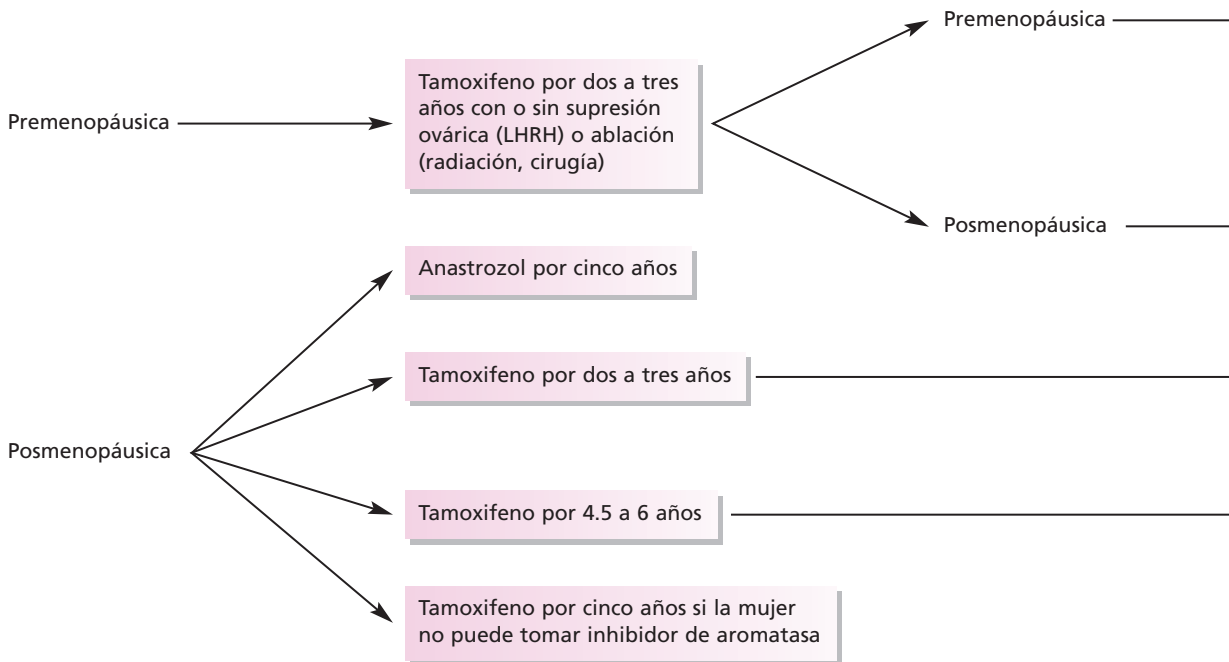 Premenopáusica
Premenopáusica
Tamoxifeno por dos a tres
años con o sin supresión
ovárica (LHRH) o ablación
(radiación, cirugía)
Posmenopáusica
Anastrozol por cinco años
Tamoxifeno por dos a tres años
Posmenopáusica
Tamoxifeno por 4.5 a 6 años
Tamoxifeno por cinco años si la mujer
no puede tomar inhibidor de aromatasa